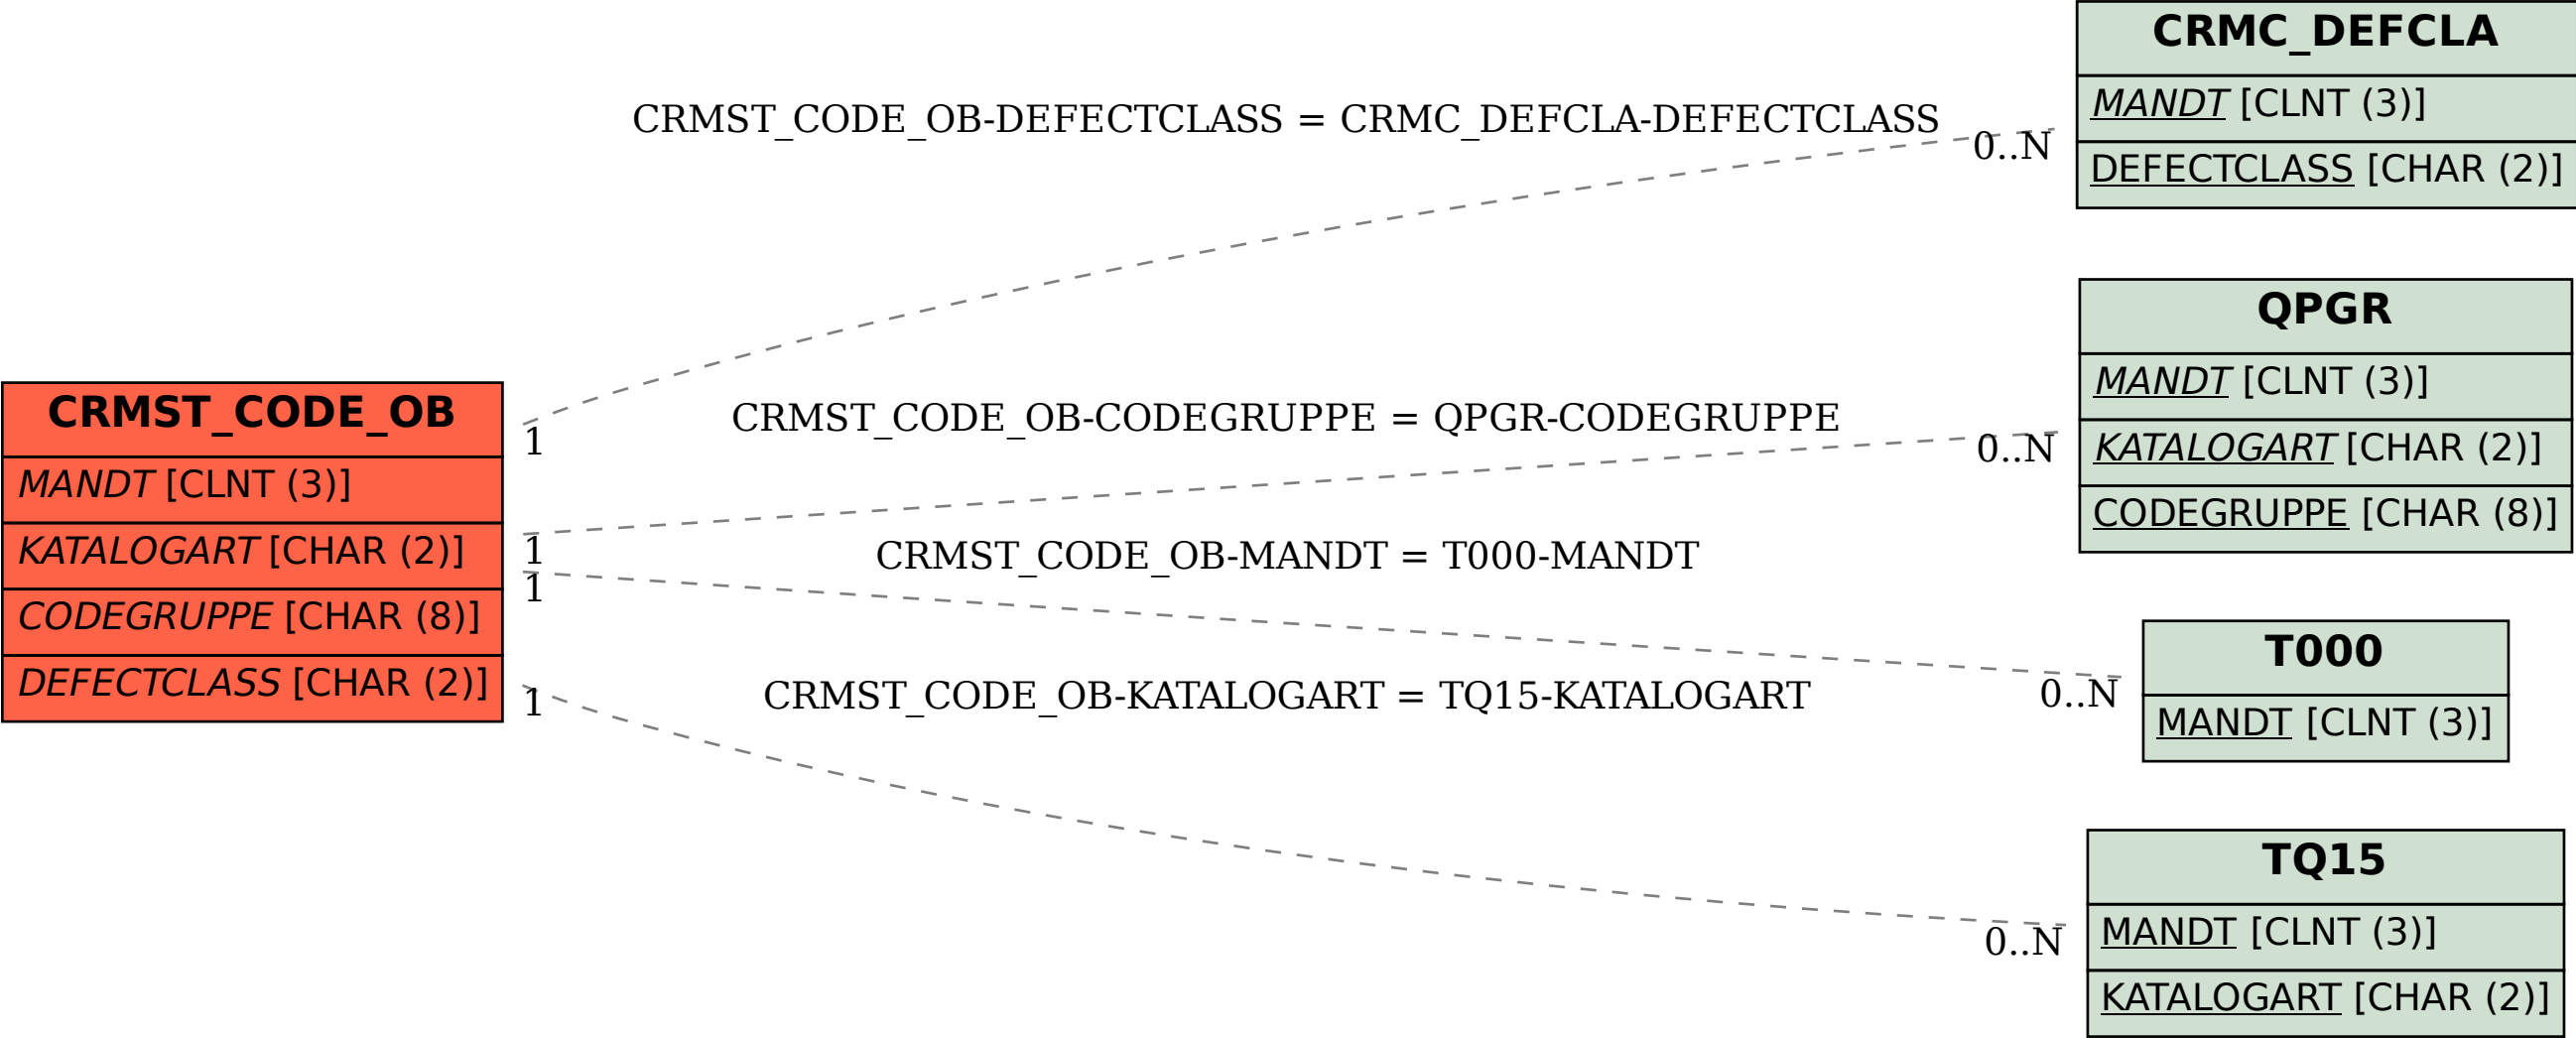 CRMC_DEFCLA
MANDT [CLNT (3)]
DEFECTCLASS [CHAR (2)]
CRMST_CODE_OB-DEFECTCLASS = CRMC_DEFCLA-DEFECTCLASS
0..N
1
QPGR
MANDT [CLNT (3)]
KATALOGART [CHAR (2)]
CODEGRUPPE [CHAR (8)]
CRMST_CODE_OB-CODEGRUPPE = QPGR-CODEGRUPPE
0..N
1
CRMST_CODE_OB
MANDT [CLNT (3)]
KATALOGART [CHAR (2)]
CODEGRUPPE [CHAR (8)]
DEFECTCLASS [CHAR (2)]
CRMST_CODE_OB-MANDT = T000-MANDT
1
0..N
T000
MANDT [CLNT (3)]
CRMST_CODE_OB-KATALOGART = TQ15-KATALOGART
1
0..N
TQ15
MANDT [CLNT (3)]
KATALOGART [CHAR (2)]